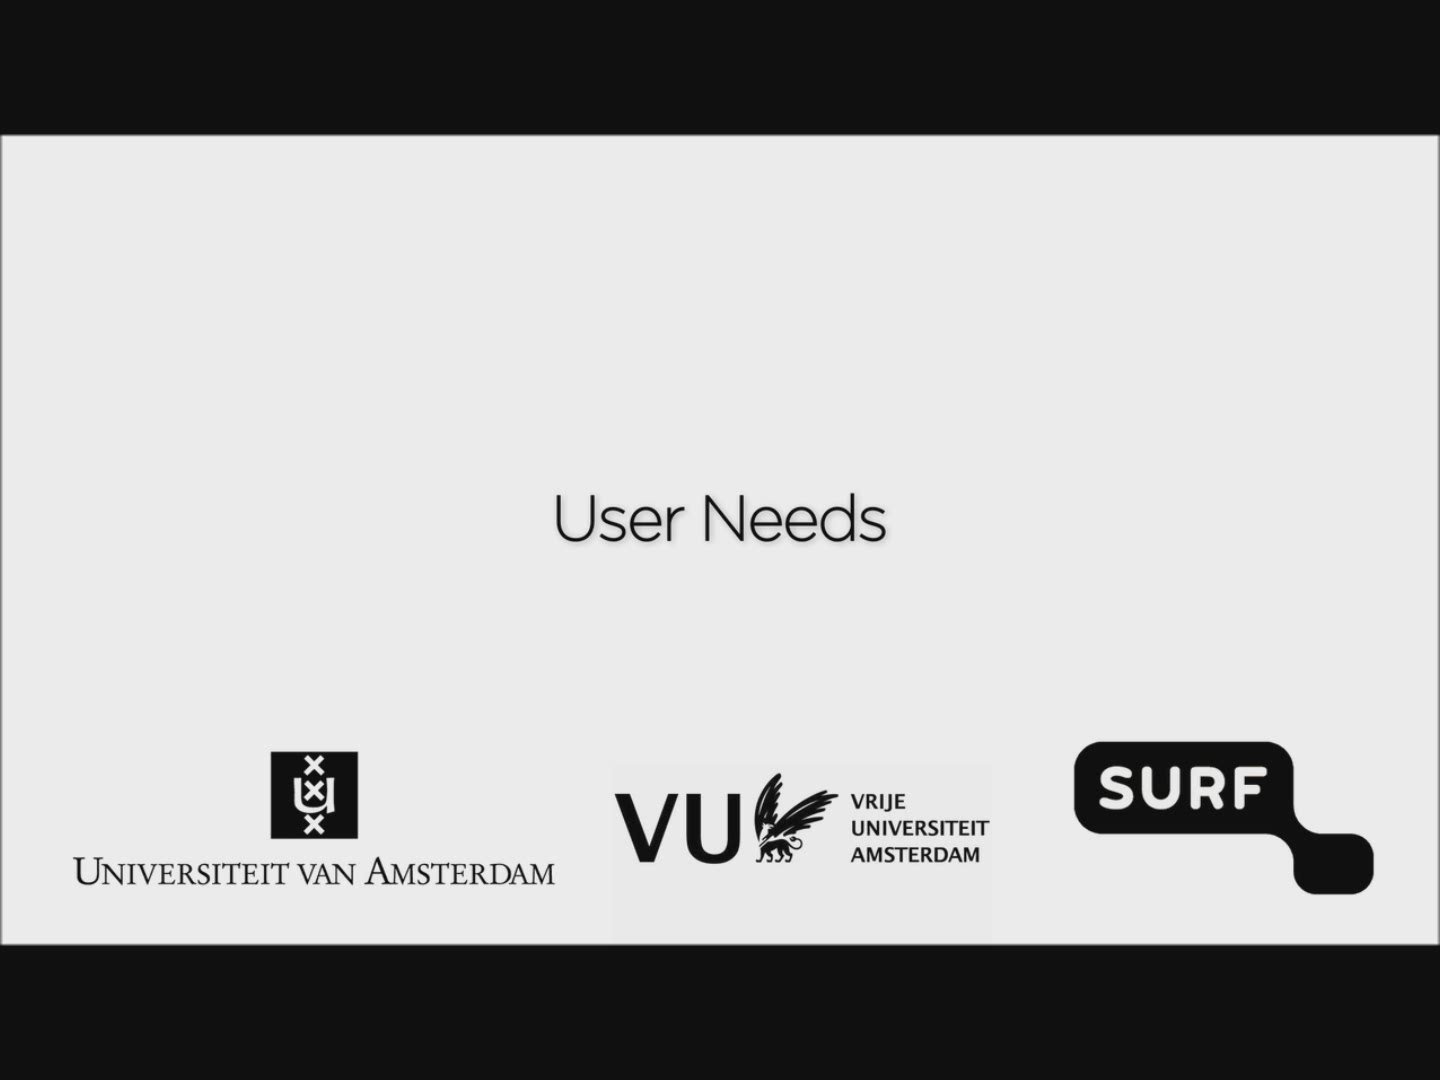 User Needs
UNIVERSITEIT VAN AMSTERDAM
VU
VRIJE
UNIVERSITEIT
AMSTERDAM
SURF